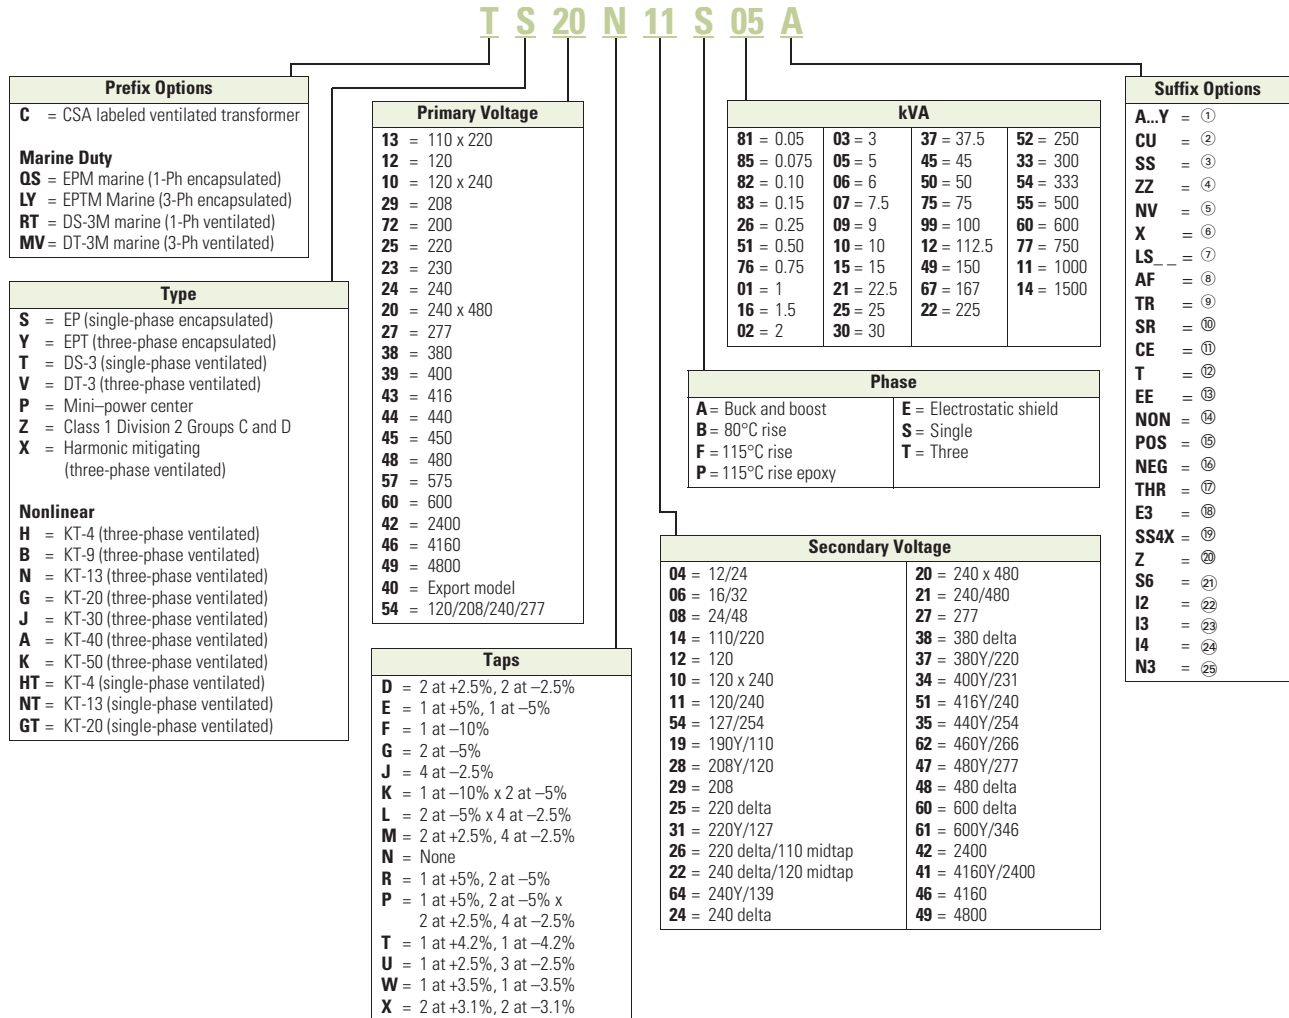 T S 20 N 11 S 05 A
Prefix Options
C = CSA labeled ventilated transformer
Marine Duty
QS = EPM marine (1-Ph encapsulated)
LY = EPTM Marine (3-Ph encapsulated)
RT = DS-3M marine (1-Ph ventilated)
MV = DT-3M marine (3-Ph ventilated)
Type
S = EP (single-phase encapsulated)
Y = EPT (three-phase encapsulated)
T = DS-3 (single-phase ventilated)
V = DT-3 (three-phase ventilated)
P = Mini–power center
Z = Class 1 Division 2 Groups C and D
X = Harmonic mitigating
(three-phase ventilated)
Nonlinear
H = KT-4 (three-phase ventilated)
B = KT-9 (three-phase ventilated)
N = KT-13 (three-phase ventilated)
G = KT-20 (three-phase ventilated)
J = KT-30 (three-phase ventilated)
A = KT-40 (three-phase ventilated)
K = KT-50 (three-phase ventilated)
HT = KT-4 (single-phase ventilated)
NT = KT-13 (single-phase ventilated)
GT = KT-20 (single-phase ventilated)
Primary Voltage
13 = 110 x 220
12 = 120
10 = 120 x 240
29 = 208
72 = 200
25 = 220
23 = 230
24 = 240
20 = 240 x 480
27 = 277
38 = 380
39 = 400
43 = 416
44 = 440
45 = 450
48 = 480
57 = 575
60 = 600
42 = 2400
46 = 4160
49 = 4800
40 = Export model
54 = 120/208/240/277
Taps
D = 2 at +2.5%, 2 at –2.5%
E = 1 at +5%, 1 at –5%
F = 1 at –10%
G = 2 at –5%
J = 4 at –2.5%
K = 1 at –10% x 2 at –5%
L = 2 at –5% x 4 at –2.5%
M = 2 at +2.5%, 4 at –2.5%
N = None
R = 1 at +5%, 2 at –5%
P = 1 at +5%, 2 at –5% x
2 at +2.5%, 4 at –2.5%
T = 1 at +4.2%, 1 at –4.2%
U = 1 at +2.5%, 3 at –2.5%
W = 1 at +3.5%, 1 at –3.5%
X = 2 at +3.1%, 2 at –3.1%
kVA
81 = 0.05
85 = 0.075
82 = 0.10
83 = 0.15
26 = 0.25
51 = 0.50
76 = 0.75
01 = 1
16 = 1.5
02 = 2
03 = 3
05 = 5
06 = 6
07 = 7.5
09 = 9
10 = 10
15 = 15
21 = 22.5
25 = 25
30 = 30
37 = 37.5
45 = 45
50 = 50
75 = 75
99 = 100
12 = 112.5
49 = 150
67 = 167
22 = 225
52 = 250
33 = 300
54 = 333
55 = 500
60 = 600
77 = 750
11 = 1000
14 = 1500
Phase
A = Buck and boost
B = 80°C rise
F = 115°C rise
P = 115°C rise epoxy
E = Electrostatic shield
S = Single
T = Three
Secondary Voltage
04 = 12/24
06 = 16/32
08 = 24/48
14 = 110/220
12 = 120
10 = 120 x 240
11 = 120/240
54 = 127/254
19 = 190Y/110
28 = 208Y/120
29 = 208
25 = 220 delta
31 = 220Y/127
26 = 220 delta/110 midtap
22 = 240 delta/120 midtap
64 = 240Y/139
24 = 240 delta
20 = 240 x 480
21 = 240/480
27 = 277
38 = 380 delta
37 = 380Y/220
34 = 400Y/231
51 = 416Y/240
35 = 440Y/254
62 = 460Y/266
47 = 480Y/277
48 = 480 delta
60 = 600 delta
61 = 600Y/346
42 = 2400
41 = 4160Y/2400
46 = 4160
49 = 4800
Suffix Options
A...Y = ①
CU = ②
SS = ③
ZZ = ④
NV = ⑤
X = ⑥
LS_ _ = ⑦
AF = ⑧
TR = ⑨
SR = ⑩
CE = ⑪
T = ⑫
EE = ⑬
NON = ⑭
POS = ⑮
NEG = ⑯
THR = ⑰
E3 = ⑱
SS4X = ⑲
Z = ⑳
S6 = ㉑
I2 = ㉒
I3 = ㉓
I4 = ㉔
N3 = ㉕